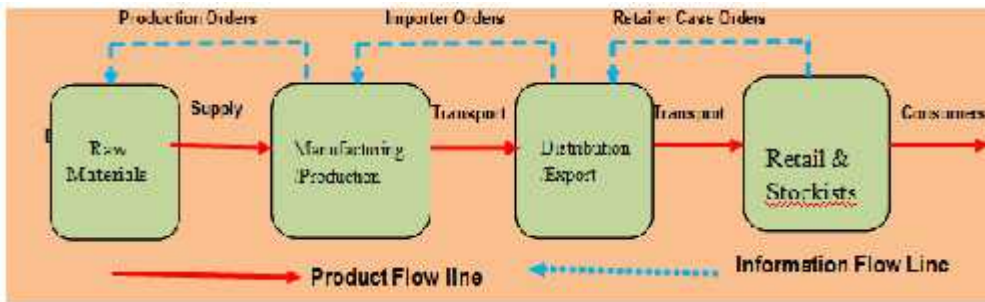 Production Orders
Importer Orders
Retailer Case Orders
Supply
Transport
Transport
Consumers
Raw
Materials
Manufacturing
/Production
Distribution
/Export
Retail &
Stockists
Product Flow line
Information Flow Line